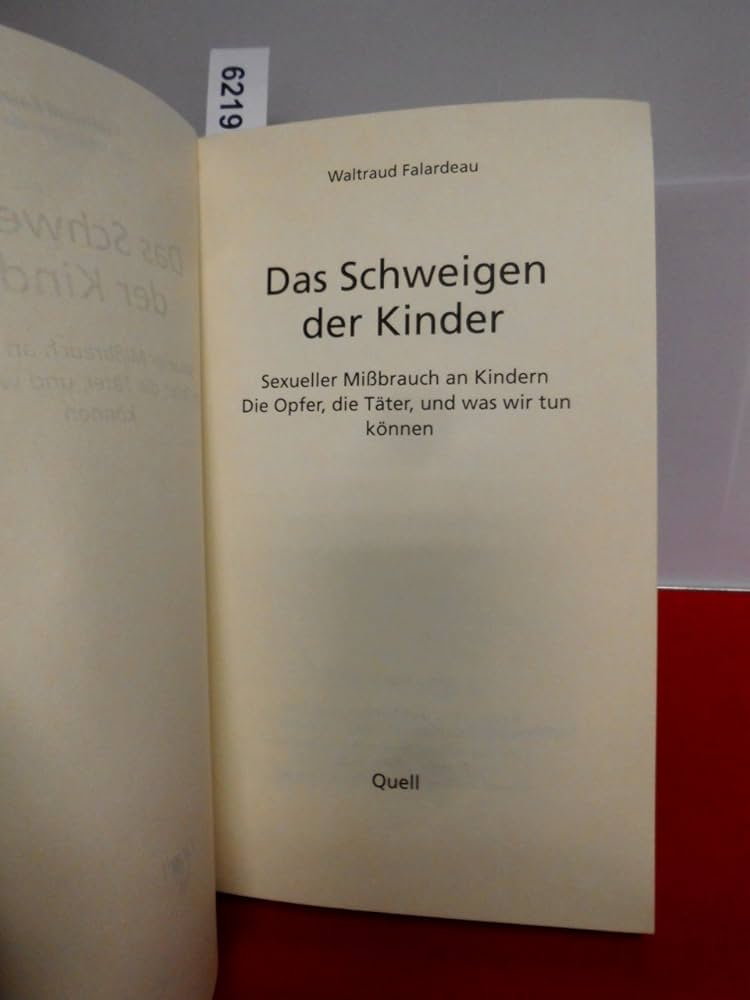 6219
Waltraud Falardeau
Das Schweigen
der Kinder
Sexueller Mißbrauch an Kindern
Die Opfer, die Täter, und was wir tun
können
Quell